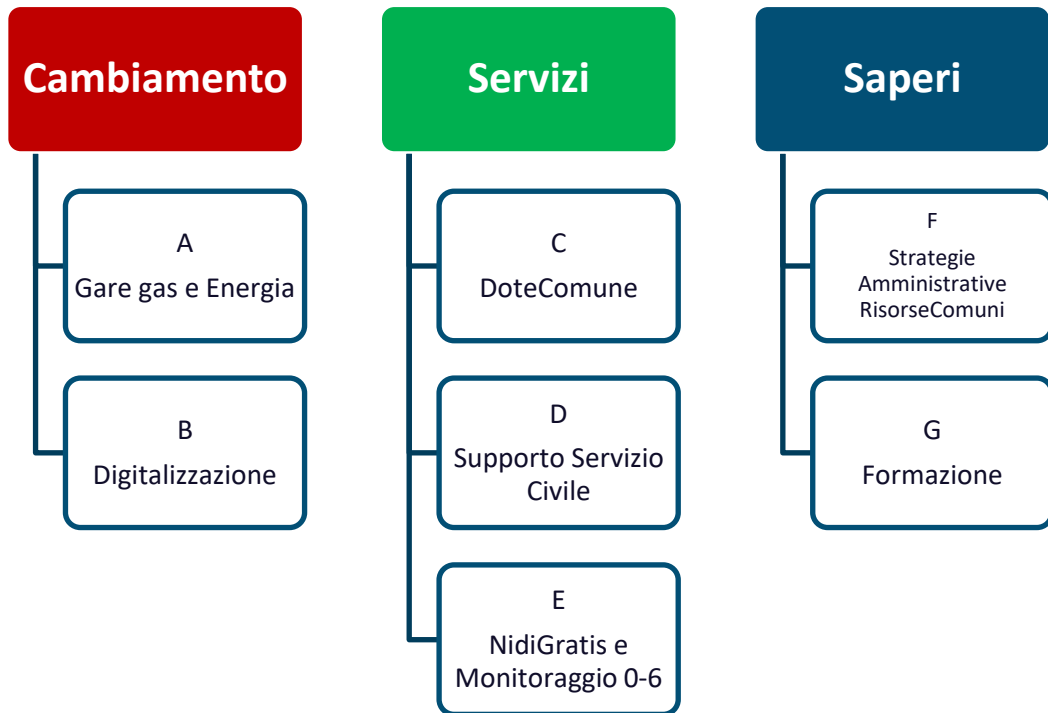 Cambiamento
A
Gare gas e Energia
B
Digitalizzazione
Servizi
C
DoteComune
D
Supporto Servizio
Civile
E
NidiGratis e
Monitoraggio 0-6
Saperi
F
Strategie
Amministrative
RisorseComuni
G
Formazione